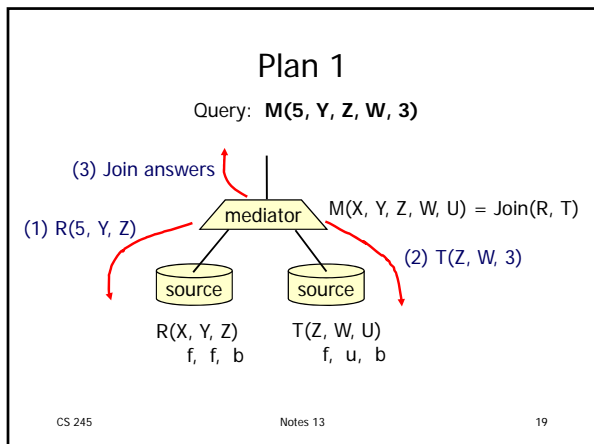 Plan 1
Query: M(5, Y, Z, W, 3)
(3) Join answers
mediator
M(X, Y, Z, W, U) = Join(R, T)
(1) R(5, Y, Z)
(2) T(Z, W, 3)
source
source
R(X, Y, Z)
f, f, b
T(Z, W, U)
f, u, b
CS 245
Notes 13
19